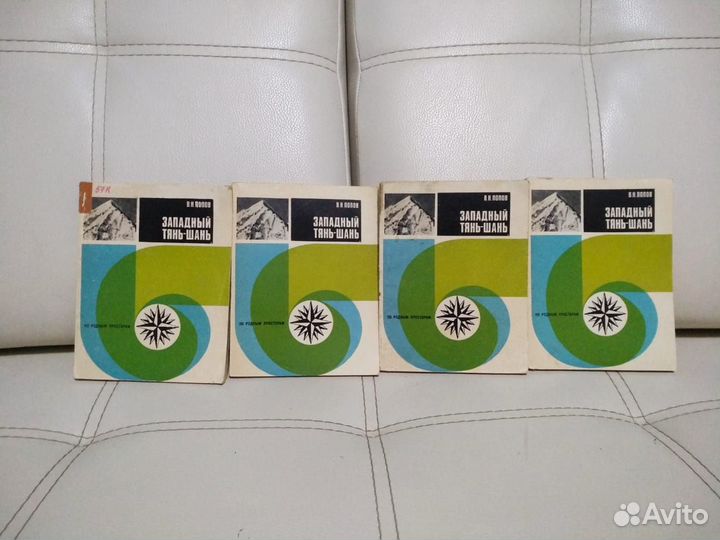 57к
В.Н. ПОПОВ
ЗАПАДНЫЙ
ТЯНЬ-ШАНЬ
ПО РОДНЫМ ПРОСТОРАМ
В.Н. ПОПОВ
ЗАПАДНЫЙ
ТЯНЬ-ШАНЬ
ПО РОДНЫМ ПРОСТОРАМ
В.Н. ПОПОВ
ЗАПАДНЫЙ
ТЯНЬ-ШАНЬ
ПО РОДНЫМ ПРОСТОРАМ
В.Н. ПОПОВ
ЗАПАДНЫЙ
ТЯНЬ-ШАНЬ
ПО РОДНЫМ ПРОСТОРАМ
Avito